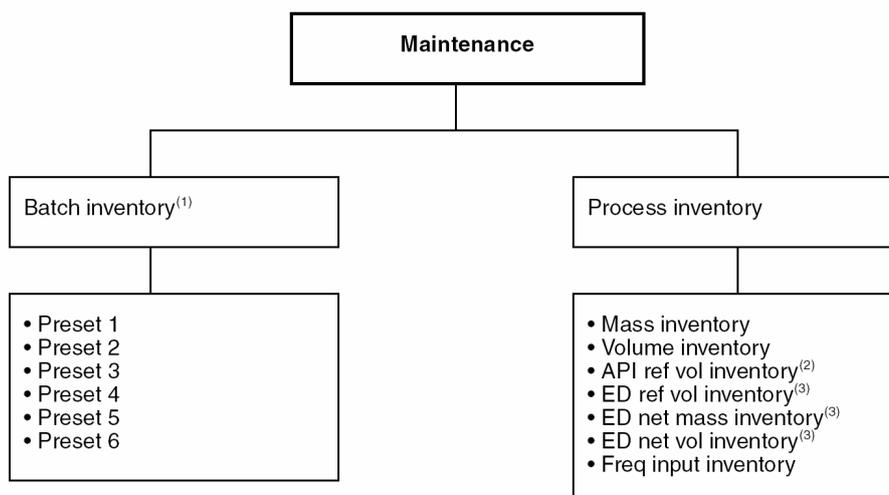 Maintenance
Batch inventory(1)
Process inventory
• Preset 1
• Preset 2
• Preset 3
• Preset 4
• Preset 5
• Preset 6
• Mass inventory
• Volume inventory
• API ref vol inventory(2)
• ED ref vol inventory(3)
• ED net mass inventory(3)
• ED net vol inventory(3)
• Freq input inventory